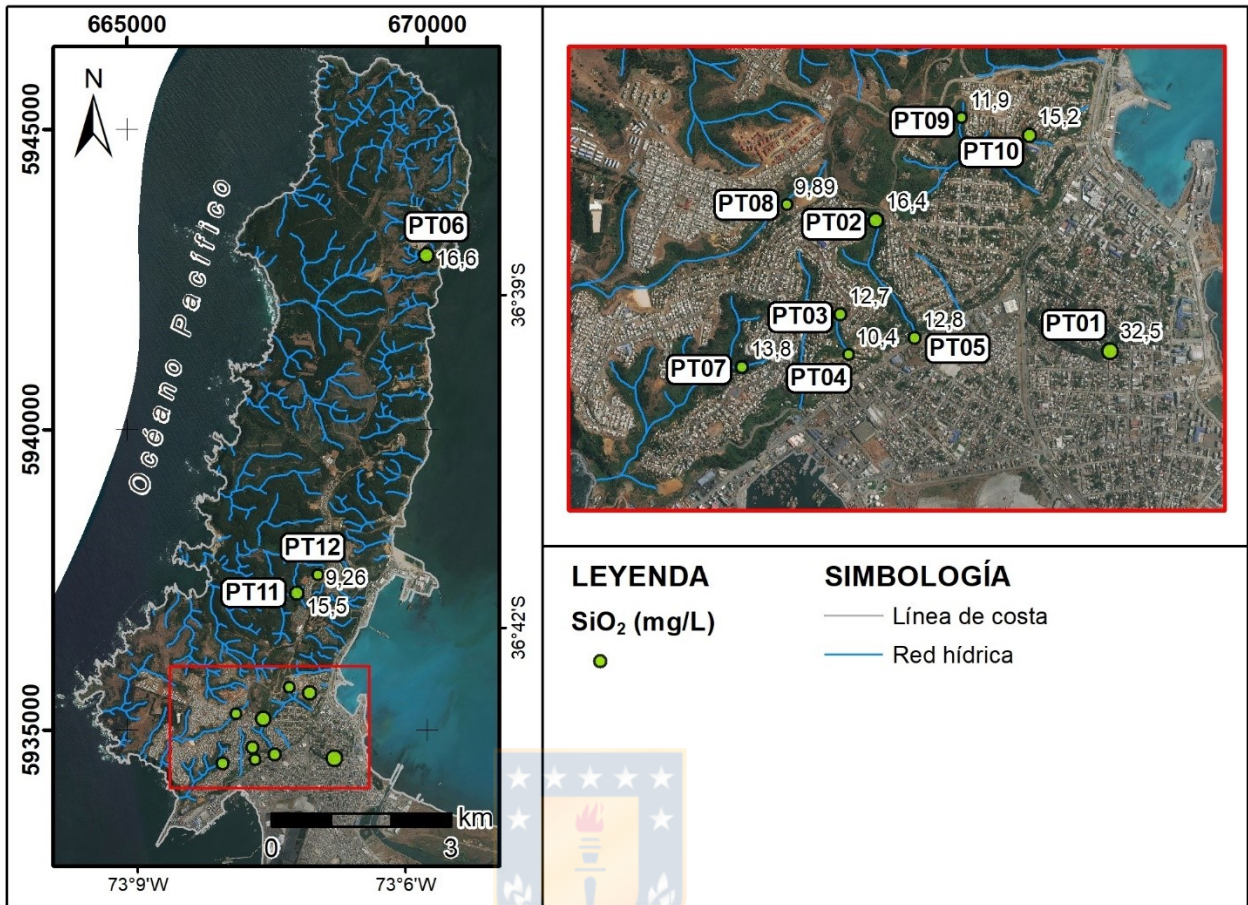 665000
670000
N
5945000
5940000
5935000
Océano Pacífico
PT06
16,6
36°39'S
PT12
9,26
PT11
15,5
36°42'S
km
0
3
73°9'W
73°6'W
PT09
11,9
PT10
15,2
PT08
9,89
PT02
16,4
PT03
12,7
PT04
10,4
PT05
12,8
PT07
13,8
PT01
32,5
LEYENDA
SiO₂ (mg/L)
SIMBOLOGÍA
Línea de costa
Red hídrica